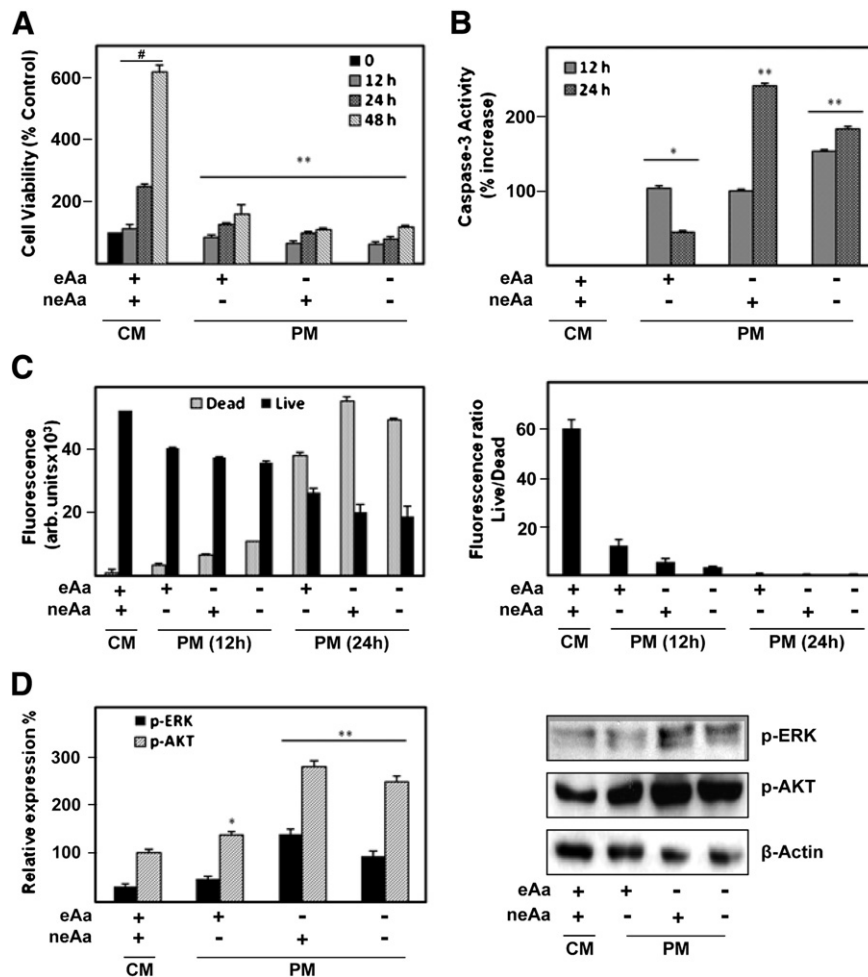 A
Cell Viability (% Control)
600
400
200
#
**
0
12 h
24 h
48 h
eAa + + - -
neAa + - + -
CM PM
B
Caspase-3 Activity
(% increase)
200
100
12 h
24 h
*
**
**
eAa + + - -
neAa + - + -
CM PM
C
Fluorescence
(arb. unitsx10³)
40
20
Dead Live
eAa + + - - + - -
neAa + - + - - + -
CM PM (12h) PM (24h)
Fluorescence ratio
Live/Dead
60
40
20
eAa + + - - + - -
neAa + - + - - + -
CM PM (12h) PM (24h)
D
Relative expression %
300
200
100
p-ERK
p-AKT
*
**
eAa + + - -
neAa + - + -
CM PM
p-ERK
p-AKT
β-Actin
eAa + + - -
neAa + - + -
CM PM